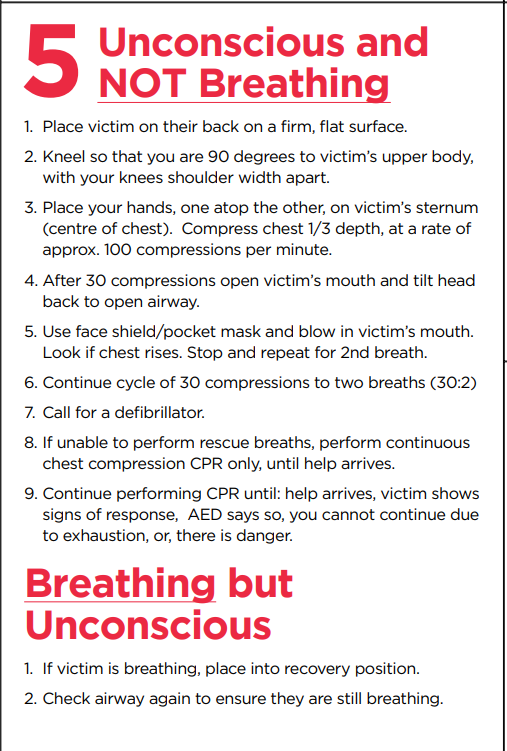 5 Unconscious and
NOT Breathing
1. Place victim on their back on a firm, flat surface.
2. Kneel so that you are 90 degrees to victim's upper body,
with your knees shoulder width apart.
3. Place your hands, one atop the other, on victim's sternum
(centre of chest). Compress chest 1/3 depth, at a rate of
approx. 100 compressions per minute.
4. After 30 compressions open victim's mouth and tilt head
back to open airway.
5. Use face shield/pocket mask and blow in victim's mouth.
Look if chest rises. Stop and repeat for 2nd breath.
6. Continue cycle of 30 compressions to two breaths (30:2)
7. Call for a defibrillator.
8. If unable to perform rescue breaths, perform continuous
chest compression CPR only, until help arrives.
9. Continue performing CPR until: help arrives, victim shows
signs of response, AED says so, you cannot continue due
to exhaustion, or, there is danger.
Breathing but
Unconscious
1. If victim is breathing, place into recovery position.
2. Check airway again to ensure they are still breathing.